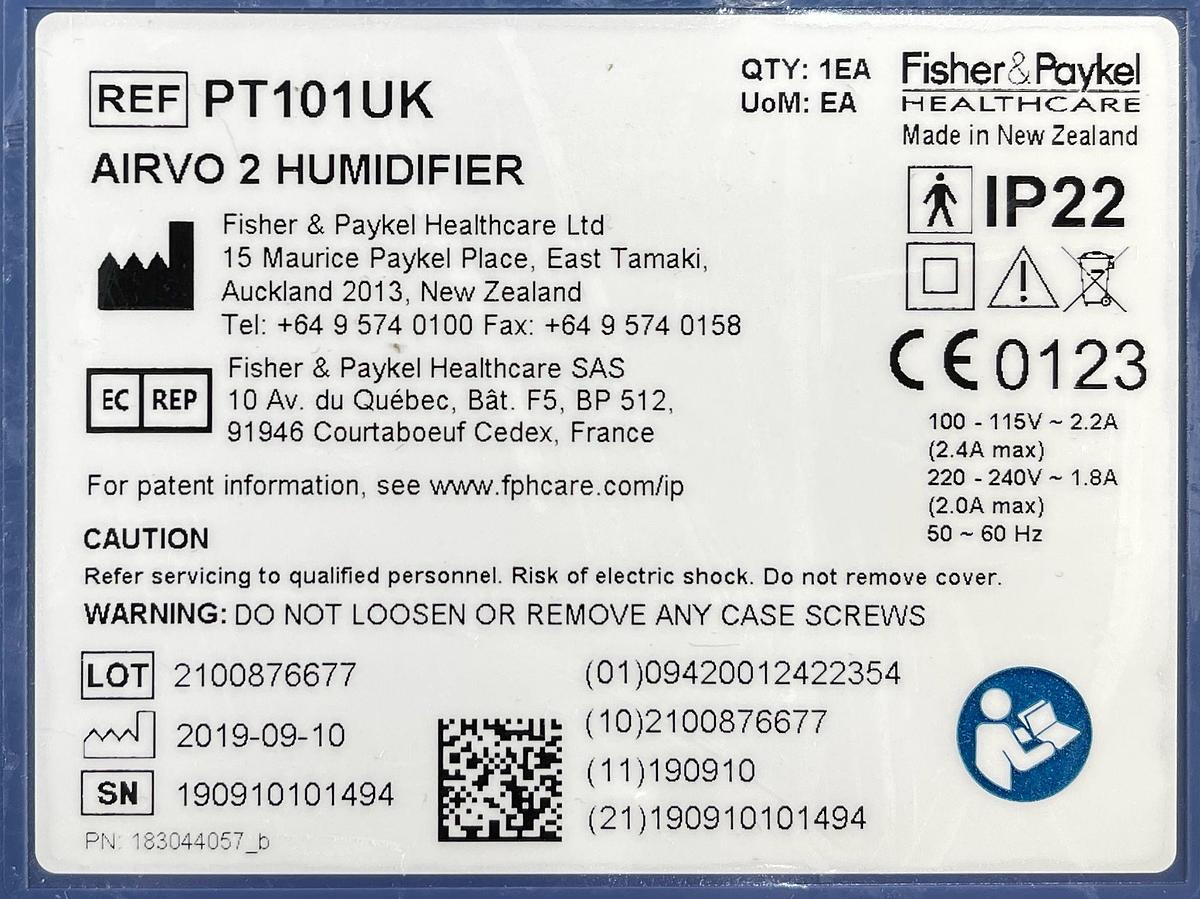 REF PT101UK
QTY: 1EA
UoM: EA
Fisher&Paykel
HEALTHCARE
Made in New Zealand
AIRVO 2 HUMIDIFIER
IP22
Fisher & Paykel Healthcare Ltd
15 Maurice Paykel Place, East Tamaki,
Auckland 2013, New Zealand
Tel: +64 9 574 0100 Fax: +64 9 574 0158
CE 0123
EC REP
Fisher & Paykel Healthcare SAS
10 Av. du Québec, Bât. F5, BP 512,
91946 Courtaboeuf Cedex, France
100 - 115V ~ 2.2A
(2.4A max)
220 - 240V ~ 1.8A
(2.0A max)
50 ~ 60 Hz
For patent information, see www.fphcare.com/ip
CAUTION
Refer servicing to qualified personnel. Risk of electric shock. Do not remove cover.
WARNING: DO NOT LOOSEN OR REMOVE ANY CASE SCREWS
LOT 2100876677
2019-09-10
SN 190910101494
PN: 183044057_b
(01)09420012422354
(10)2100876677
(11)190910
(21)190910101494